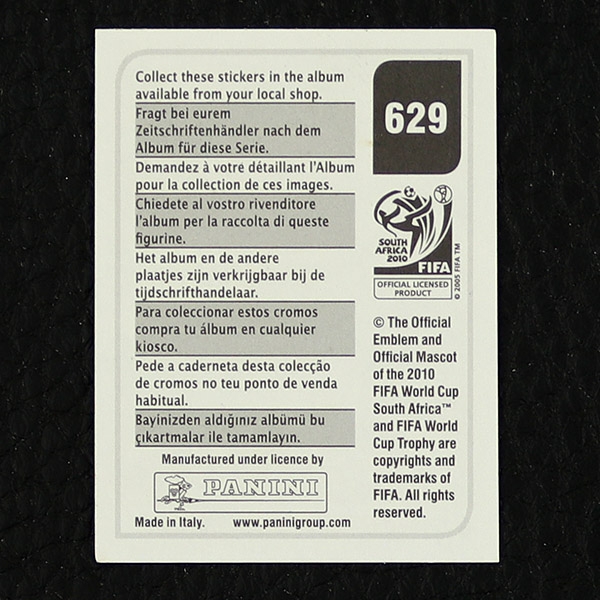 Collect these stickers in the album
available from your local shop.
Fragt bei eurem
Zeitschriftenhändler nach dem
Album für diese Serie.
Demandez à votre détaillant l'Album
pour la collection de ces images.
Chiedete al vostro rivenditore
l'album per la raccolta di queste
figurine.
Het album en de andere
plaatjes zijn verkrijgbaar bij de
tijdschrifthandelaar.
Para coleccionar estos cromos
compra tu álbum en cualquier
kiosco.
Pede a caderneta desta colecção
de cromos no teu ponto de venda
habitual.
Bayinizden aldığınız albümü bu
çıkartmalar ile tamamlayın.
Manufactured under licence by
PANINI
Made in Italy. www.paninigroup.com
629
SOUTH
AFRICA
2010
FIFA
© 2005 FIFA TM
OFFICIAL LICENSED
PRODUCT
© The Official
Emblem and
Official Mascot
of the 2010
FIFA World Cup
South Africa™
and FIFA World
Cup Trophy are
copyrights and
trademarks of
FIFA. All rights
reserved.